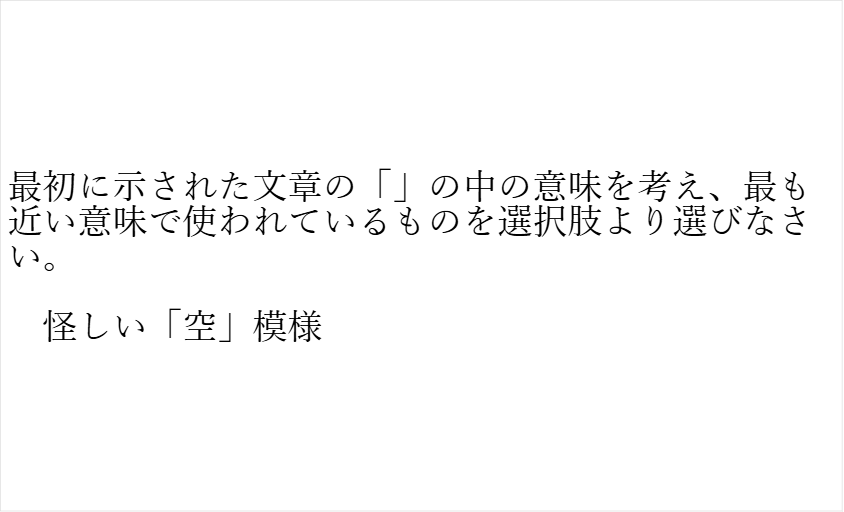 最初に示された文章の「」の中の意味を考え、最も
近い意味で使われているものを選択肢より選びなさ
い。
　怪しい「空」模様